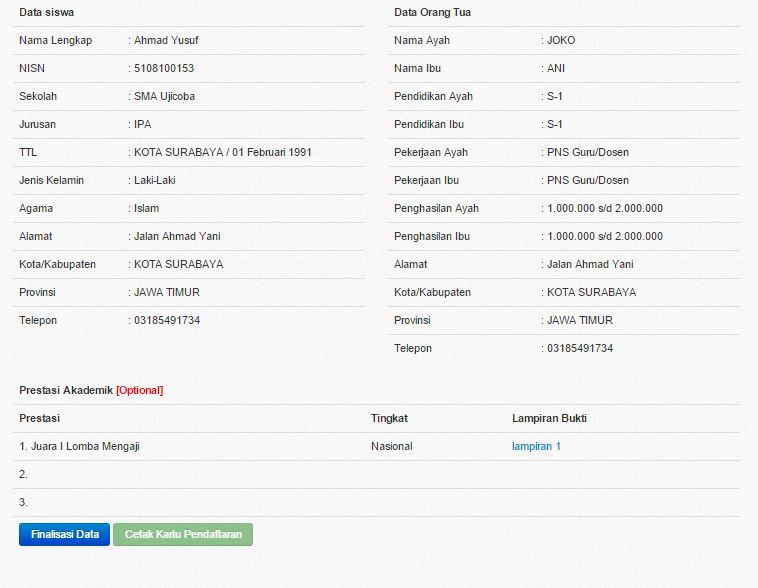 Data siswa
Nama Lengkap : Ahmad Yusuf
NISN : 5108100153
Sekolah : SMA Ujicoba
Jurusan : IPA
TTL : KOTA SURABAYA / 01 Februari 1991
Jenis Kelamin : Laki-Laki
Agama : Islam
Alamat : Jalan Ahmad Yani
Kota/Kabupaten : KOTA SURABAYA
Provinsi : JAWA TIMUR
Telepon : 03185491734
Data Orang Tua
Nama Ayah : JOKO
Nama Ibu : ANI
Pendidikan Ayah : S-1
Pendidikan Ibu : S-1
Pekerjaan Ayah : PNS Guru/Dosen
Pekerjaan Ibu : PNS Guru/Dosen
Penghasilan Ayah : 1.000.000 s/d 2.000.000
Penghasilan Ibu : 1.000.000 s/d 2.000.000
Alamat : Jalan Ahmad Yani
Kota/Kabupaten : KOTA SURABAYA
Provinsi : JAWA TIMUR
Telepon : 03185491734
Prestasi Akademik [Optional]
Prestasi Tingkat Lampiran Bukti
1. Juara I Lomba Mengaji Nasional lampiran 1
2.
3.
Finalisasi Data Cetak Kartu Pendaftaran